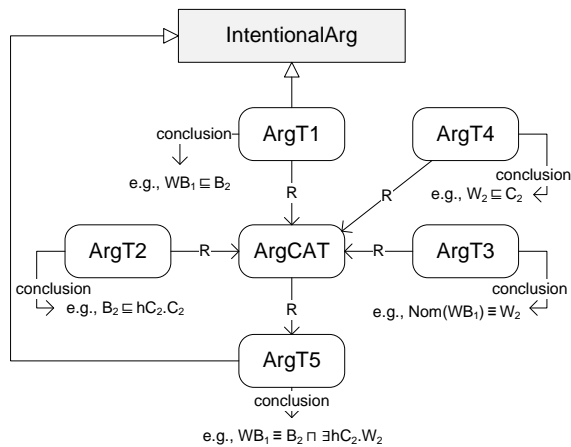 IntentionalArg
ArgT1
ArgT4
conclusion
e.g., WB₁ ⊑ B₂
R
R
conclusion
e.g., W₂ ⊑ C₂
ArgT2
R
ArgCAT
R
ArgT3
conclusion
e.g., B₂ ⊑ hC₂.C₂
R
conclusion
e.g., Nom(WB₁) ≡ W₂
ArgT5
conclusion
e.g., WB₁ ≡ B₂ ⊓ ∃hC₂.W₂